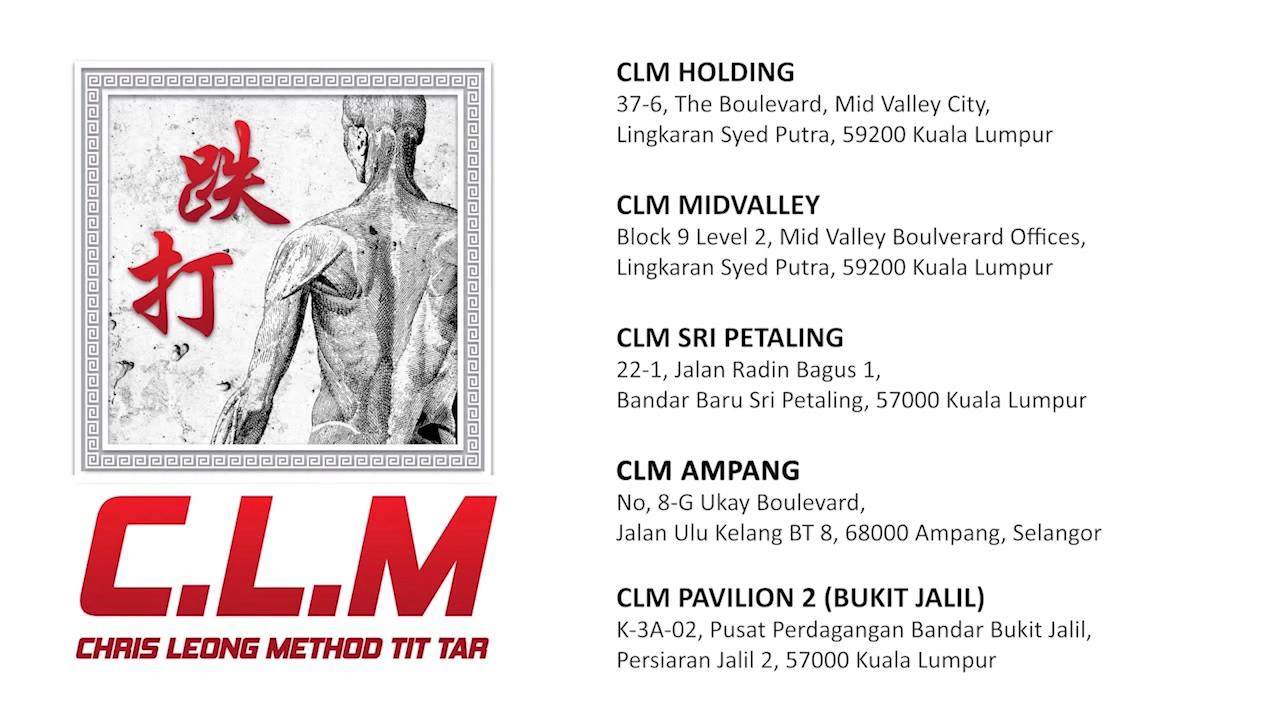 跌
打
C.L.M
CHRIS LEONG METHOD TIT TAR
CLM HOLDING
37-6, The Boulevard, Mid Valley City,
Lingkaran Syed Putra, 59200 Kuala Lumpur
CLM MIDVALLEY
Block 9 Level 2, Mid Valley Boulverard Offices,
Lingkaran Syed Putra, 59200 Kuala Lumpur
CLM SRI PETALING
22-1, Jalan Radin Bagus 1,
Bandar Baru Sri Petaling, 57000 Kuala Lumpur
CLM AMPANG
No, 8-G Ukay Boulevard,
Jalan Ulu Kelang BT 8, 68000 Ampang, Selangor
CLM PAVILION 2 (BUKIT JALIL)
K-3A-02, Pusat Perdagangan Bandar Bukit Jalil,
Persiaran Jalil 2, 57000 Kuala Lumpur